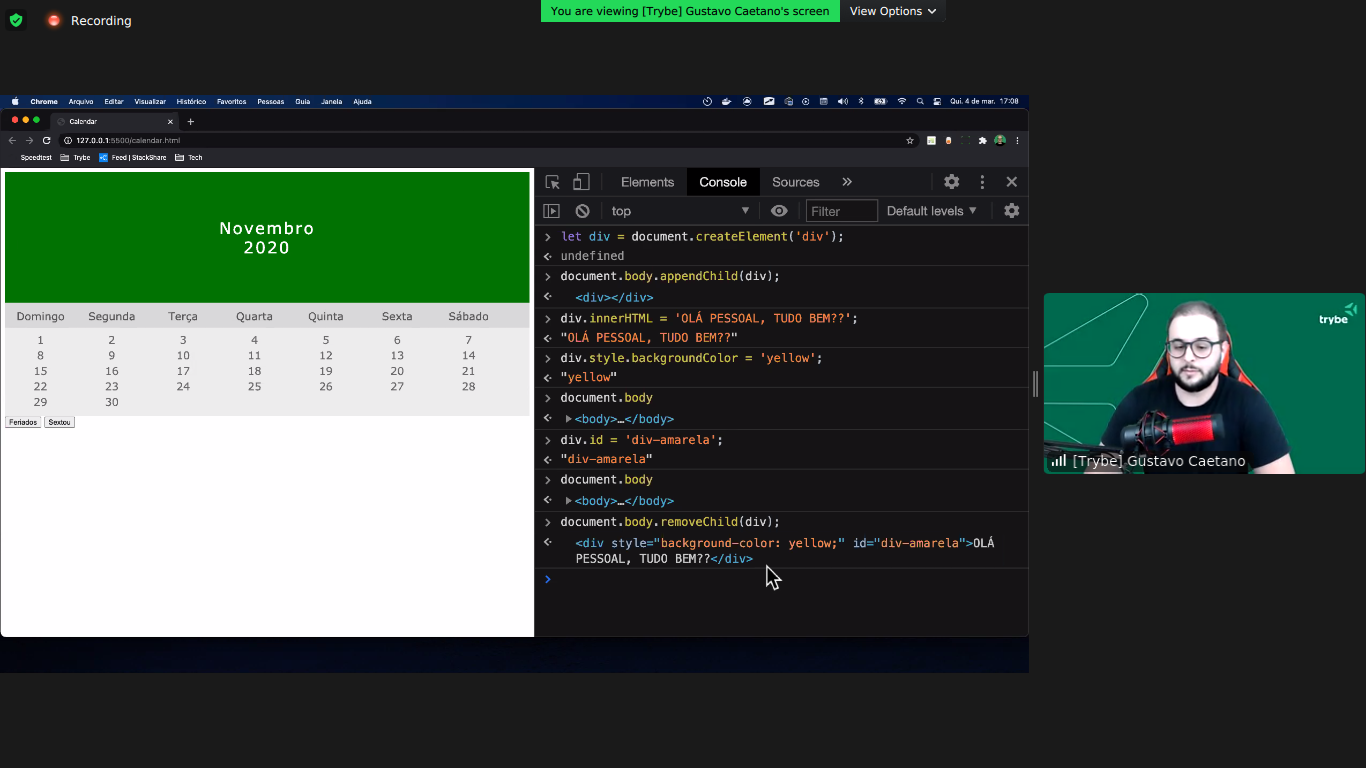 You are viewing [Trybe] Gustavo Caetano's screen
View Options
Recording
Chrome Arquivo Editar Visualizar Histórico Favoritos Pessoas Guia Janela Ajuda
Qui. 4 de mar. 17:08
Calendar
127.0.0.1:5500/calendar.html
Speedtest Trybe Feed | StackShare Tech
Novembro
2020
Domingo Segunda Terça Quarta Quinta Sexta Sábado
1 2 3 4 5 6 7
8 9 10 11 12 13 14
15 16 17 18 19 20 21
22 23 24 25 26 27 28
29 30
Feriados Sextou
Elements Console Sources
top Filter Default levels
let div = document.createElement('div');
undefined
document.body.appendChild(div);
<div></div>
div.innerHTML = 'OLÁ PESSOAL, TUDO BEM??';
"OLÁ PESSOAL, TUDO BEM??"
div.style.backgroundColor = 'yellow';
"yellow"
document.body
<body>…</body>
div.id = 'div-amarela';
"div-amarela"
document.body
<body>…</body>
document.body.removeChild(div);
<div style="background-color: yellow;" id="div-amarela">OLÁ
PESSOAL, TUDO BEM??</div>
trybe
[Trybe] Gustavo Caetano